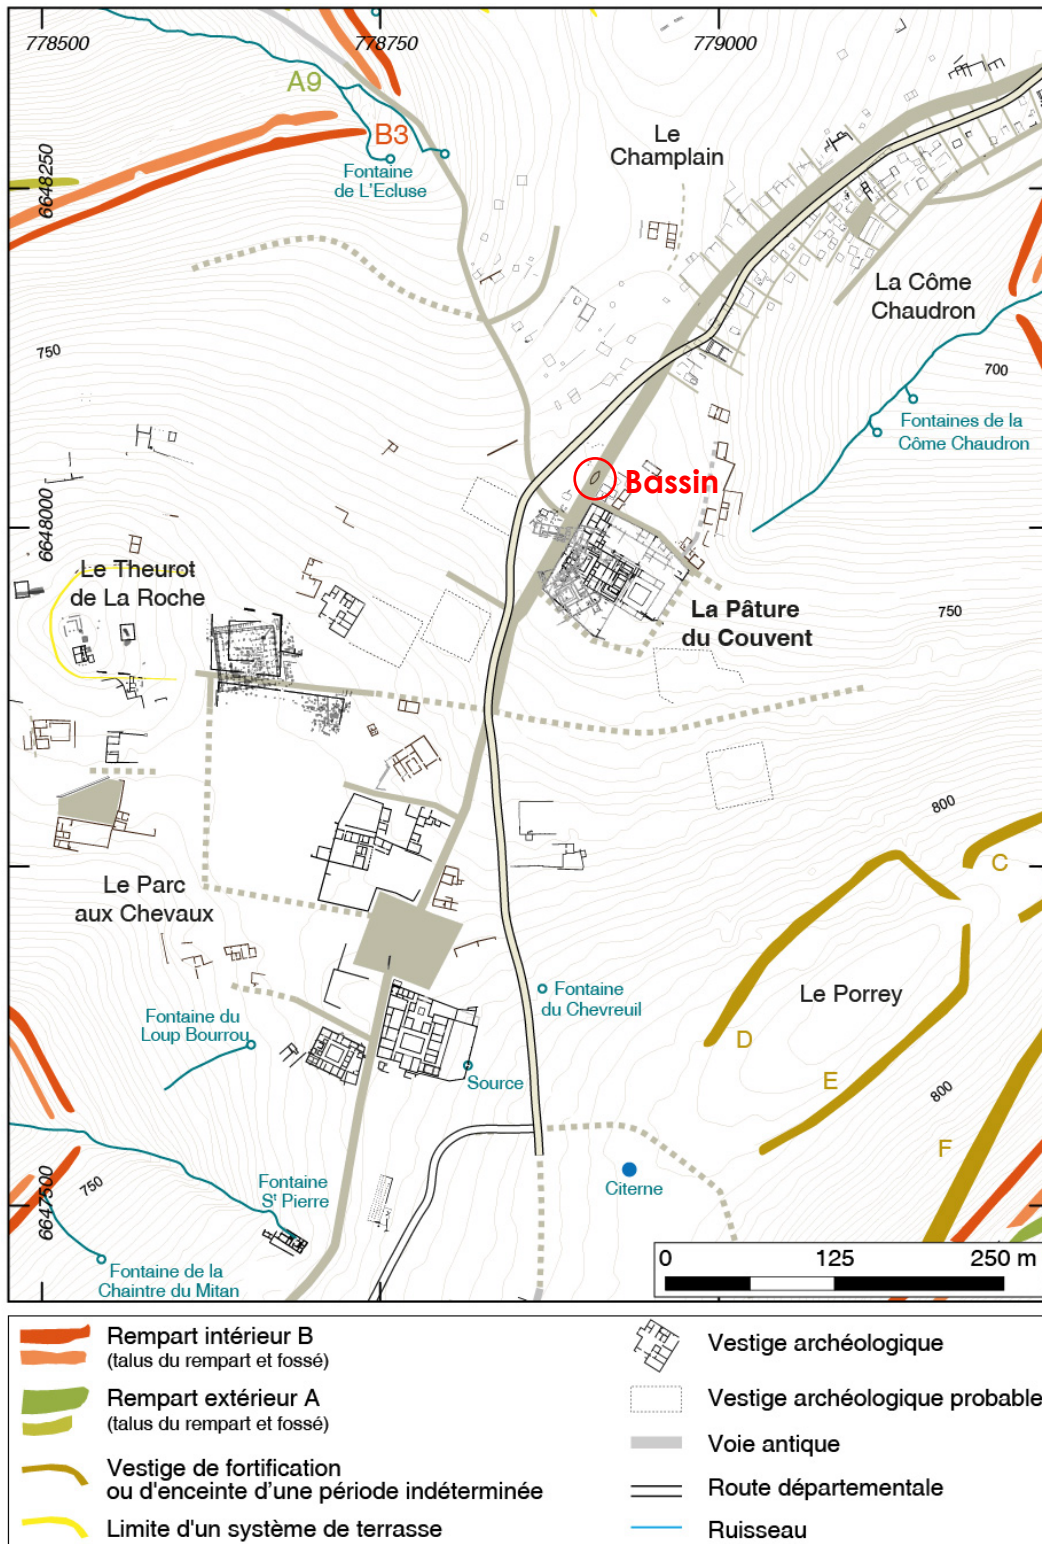 778500
778750
779000
A9
B3
Fontaine
de L'Ecluse
6648250
Le
Champlain
La Côme
Chaudron
750
700
Fontaines de la
Côme Chaudron
Bassin
6648000
Le Theurot
de La Roche
La Pâture
du Couvent
750
800
C
Le Parc
aux Chevaux
Le Porrey
Fontaine
du Chevreuil
Fontaine du
Loup Bourrou
D
E
Source
800
F
750
6647500
Fontaine
St Pierre
Citerne
Fontaine de la
Chaintre du Mitan
0 125 250 m
Rempart intérieur B
(talus du rempart et fossé)
Rempart extérieur A
(talus du rempart et fossé)
Vestige de fortification
ou d'enceinte d'une période indéterminée
Limite d'un système de terrasse
Vestige archéologique
Vestige archéologique probable
Voie antique
Route départementale
Ruisseau